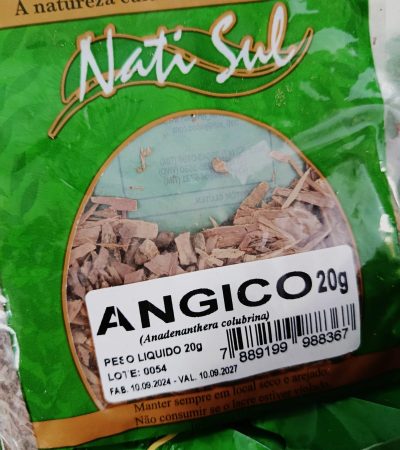 A natureza
Nati Sul
ANGICO 20g
(Anadenanthera colubrina)
PESO LIQUIDO 20g
LOTE: 0054
FAB. 10.09.2024 - VAL. 10.09.2027
7 889199 988367
Manter sempre em local seco e arejado.
Não consumir se o lacre estiver violado.